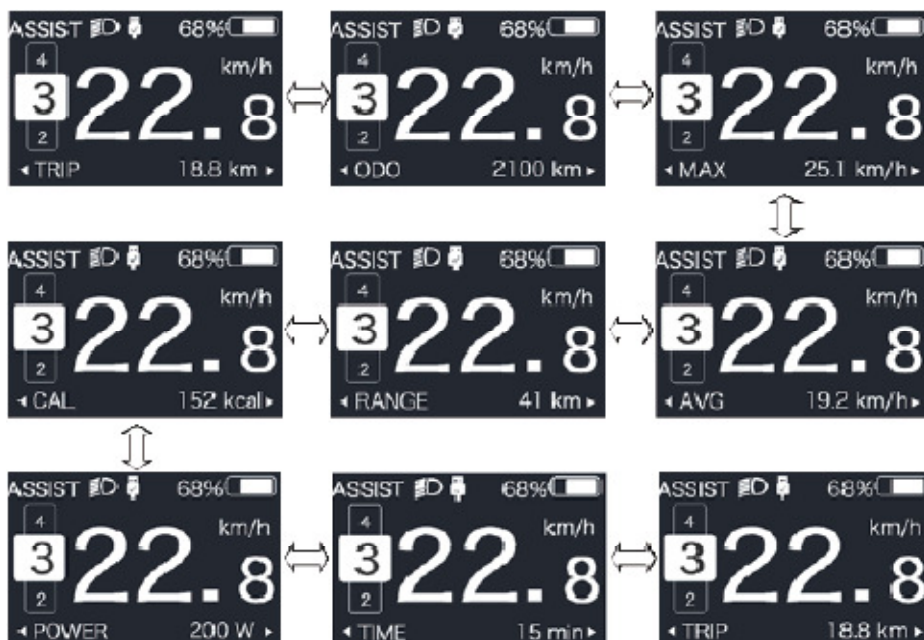 ASSIST 68%
4
km/h
3 22.8
2
TRIP 18.8 km
ASSIST 68%
4
km/h
3 22.8
2
ODO 2100 km
ASSIST 68%
4
km/h
3 22.8
2
MAX 25.1 km/h
ASSIST 68%
4
km/h
3 22.8
2
CAL 152 kcal
ASSIST 68%
4
km/h
3 22.8
2
RANGE 41 km
ASSIST 68%
4
km/h
3 22.8
2
AVG 19.2 km/h
ASSIST 68%
4
km/h
3 22.8
2
POWER 200 W
ASSIST 68%
4
km/h
3 22.8
2
TIME 15 min
ASSIST 68%
4
km/h
3 22.8
2
TRIP 18.8 km